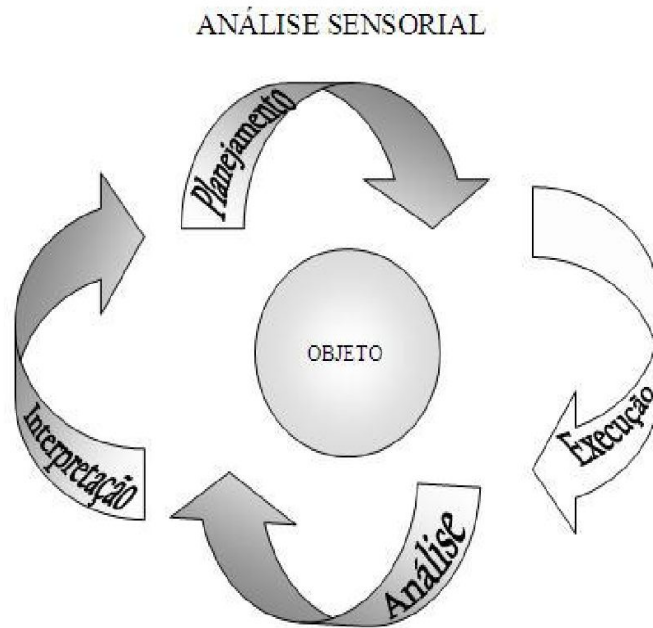 ANÁLISE SENSORIAL
Planejamento
Execução
Análise
Interpretação
OBJETO